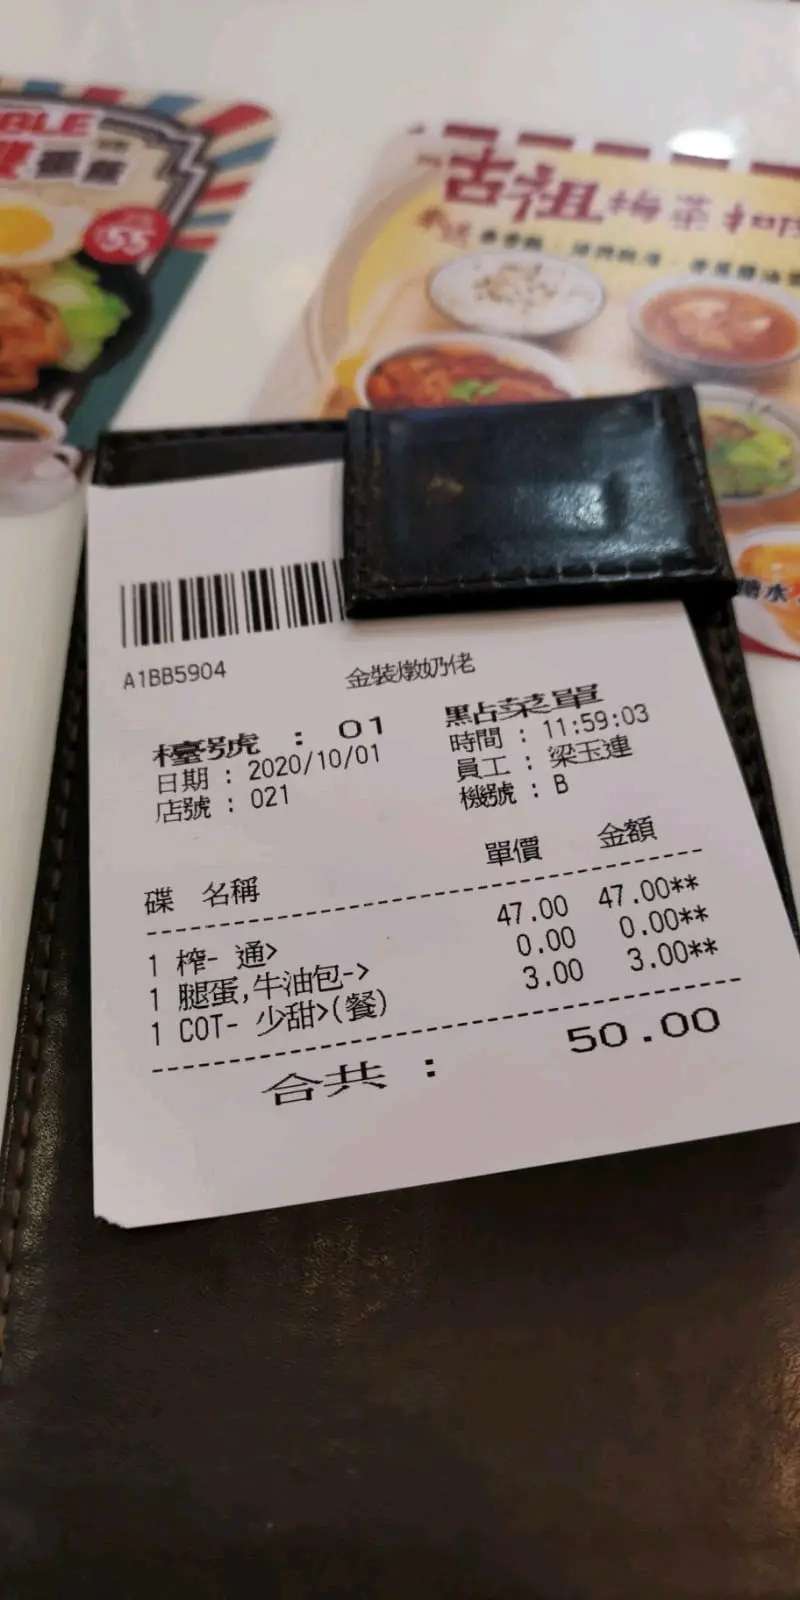 BLE
$55
古祖梅菜扣
糖水
A1BB5904
金裝燉奶佬
檯號 : 01 點菜單
日期 : 2020/10/01 時間 : 11:59:03
店號 : 021 員工 : 梁玉連
機號 : B
碟 名稱 單價 金額
1 榨- 通> 47.00 47.00**
1 腿蛋,牛油包-> 0.00 0.00**
1 COT- 少甜>(餐) 3.00 3.00**
合共 : 50.00